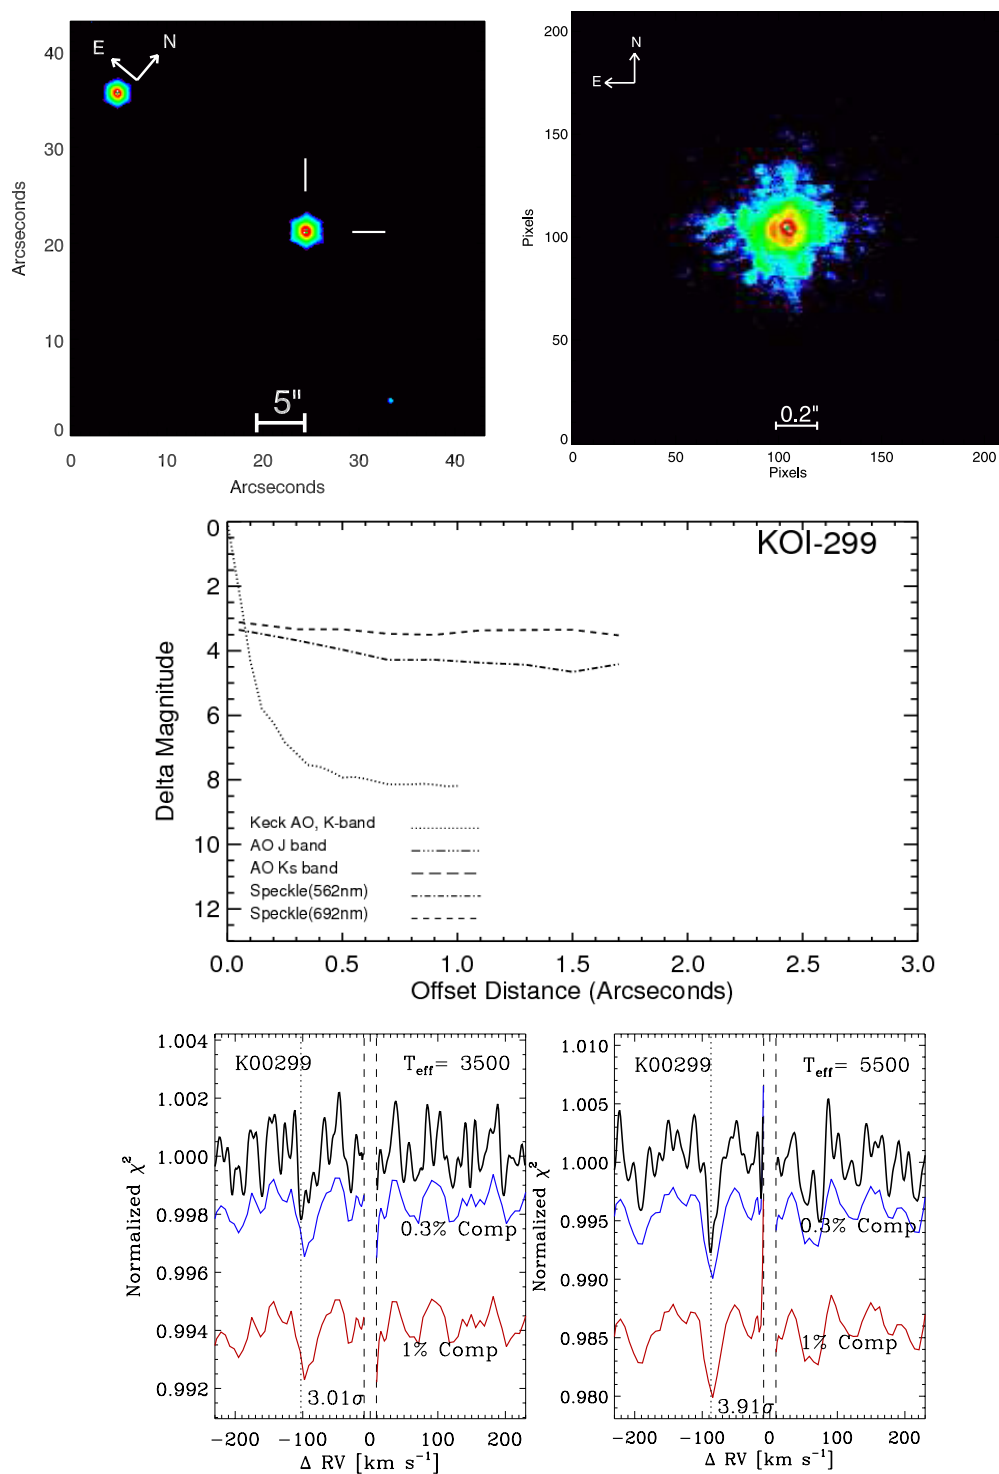 40
30
20
10
0
Arcseconds
E N
5"
0 10 20 30 40
Arcseconds
200
150
100
50
0
Pixels
N
E
0.2"
0 50 100 150 200
Pixels
KOI-299
0
2
4
6
8
10
12
Delta Magnitude
Keck AO, K-band
AO J band
AO Ks band
Speckle(562nm)
Speckle(692nm)
0.0 0.5 1.0 1.5 2.0 2.5 3.0
Offset Distance (Arcseconds)
1.004
1.002
1.000
0.998
0.996
0.994
0.992
Normalized χ²
K00299 Teff= 3500
0.3% Comp
1% Comp
3.01σ
-200 -100 0 100 200
Δ RV [km s⁻¹]
1.010
1.005
1.000
0.995
0.990
0.985
0.980
Normalized χ²
K00299 Teff= 5500
0.3% Comp
1% Comp
3.91σ
-200 -100 0 100 200
Δ RV [km s⁻¹]